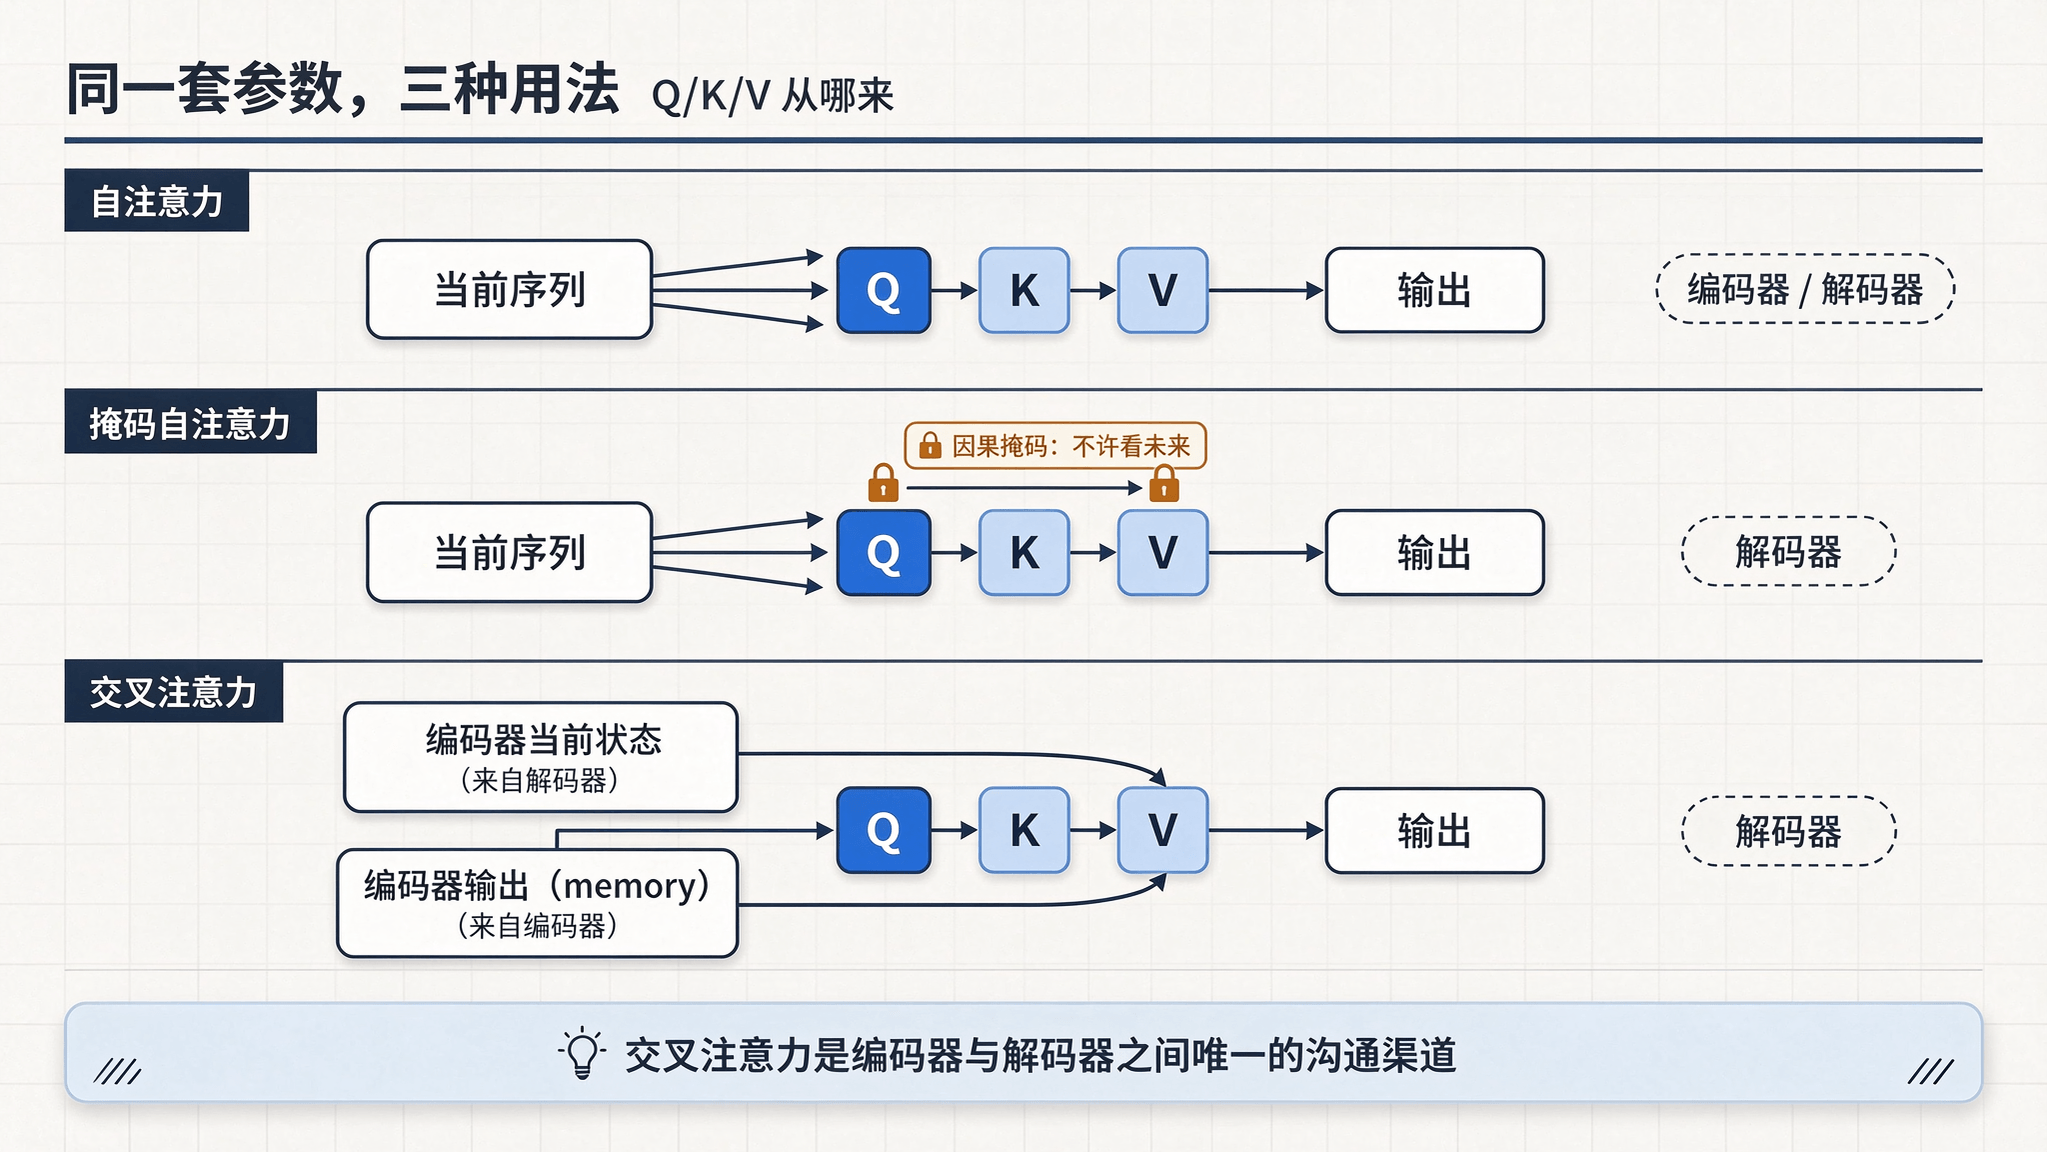 同一套参数，三种用法 Q/K/V 从哪来
自注意力
当前序列 Q K V 输出 编码器 / 解码器
掩码自注意力
因果掩码：不许看未来
当前序列 Q K V 输出 解码器
交叉注意力
编码器当前状态
（来自解码器）
Q K V 输出 解码器
编码器输出（memory）
（来自编码器）
交叉注意力是编码器与解码器之间唯一的沟通渠道